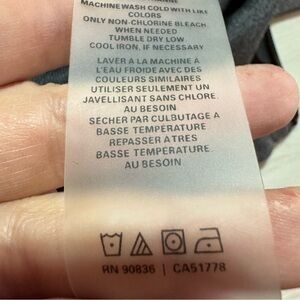 MACHINE WASH COLD WITH LIKE
COLORS
ONLY NON-CHLORINE BLEACH,
WHEN NEEDED
TUMBLE DRY LOW
COOL IRON, IF NECESSARY
LAVER À LA MACHINE À
L'EAU FROIDE AVEC DES
COULEURS SIMILAIRES
UTILISER SEULEMENT UN
JAVELLISANT SANS CHLORE,
AU BESOIN
SÉCHER PAR CULBUTAGE À
BASSE TEMPÉRATURE
REPASSER À TRÈS
BASSE TEMPÉRATURE,
AU BESOIN
RN 90836 | CA51778